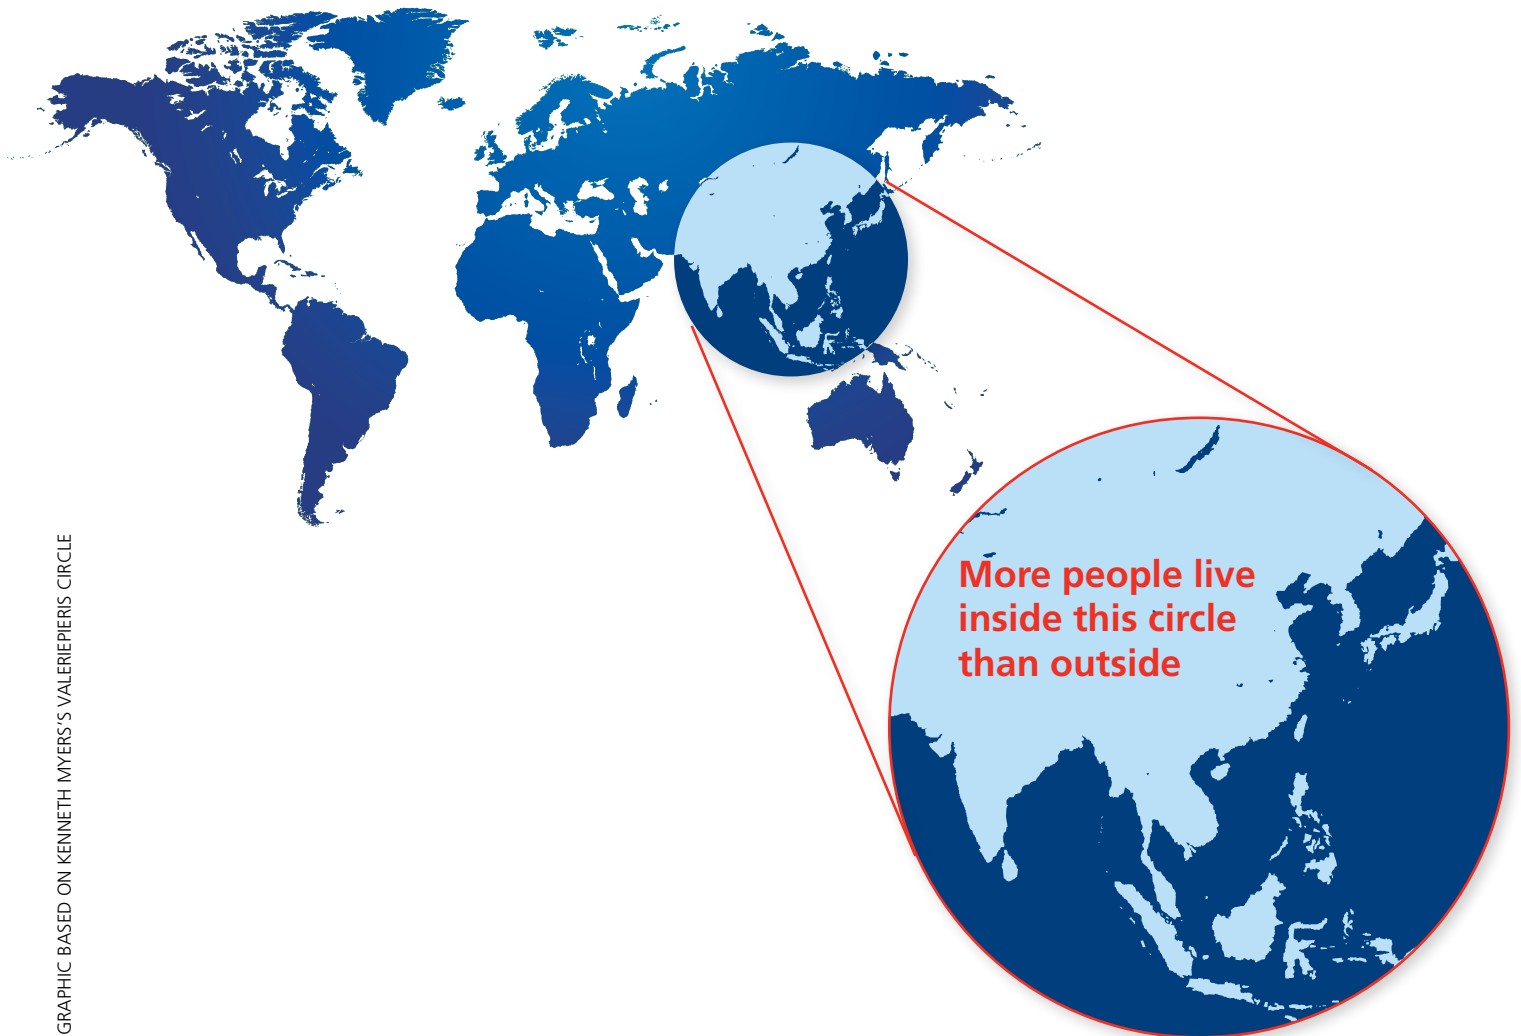 More people live
inside this circle
than outside
GRAPHIC BASED ON KENNETH MYERS'S VALERIEPIERIS CIRCLE